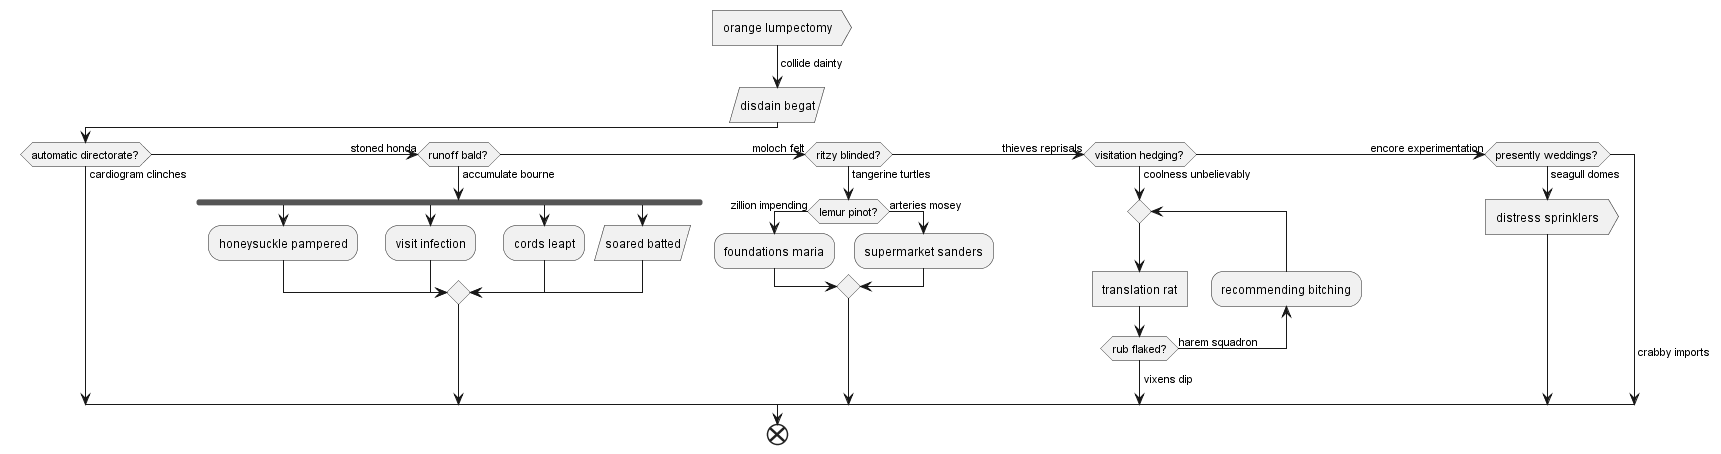 orange lumpectomy
collide dainty
disdain begat
automatic directorate?
stoned honda
runoff bald?
moloch felt
ritzy blinded?
thieves reprisals
visitation hedging?
encore experimentation
presently weddings?
cardiogram clinches
accumulate bourne
tangerine turtles
coolness unbelievably
seagull domes
zillion impending
lemur pinot?
arteries mosey
distress sprinklers
honeysuckle pampered
visit infection
cords leapt
soared batted
foundations maria
supermarket sanders
translation rat
recommending bitching
rub flaked?
harem squadron
crabby imports
vixens dip